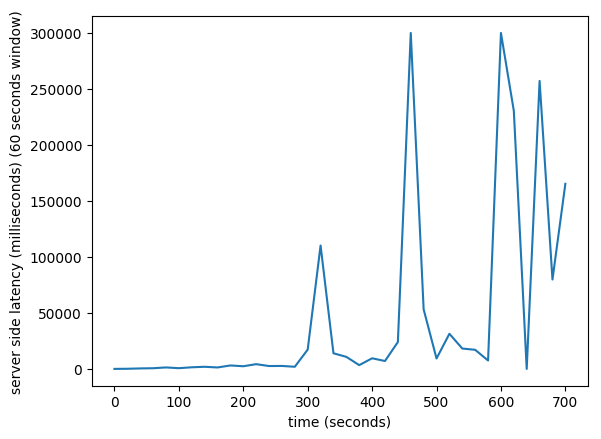 server side latency (milliseconds) (60 seconds window)
300000
250000
200000
150000
100000
50000
0
0 100 200 300 400 500 600 700
time (seconds)